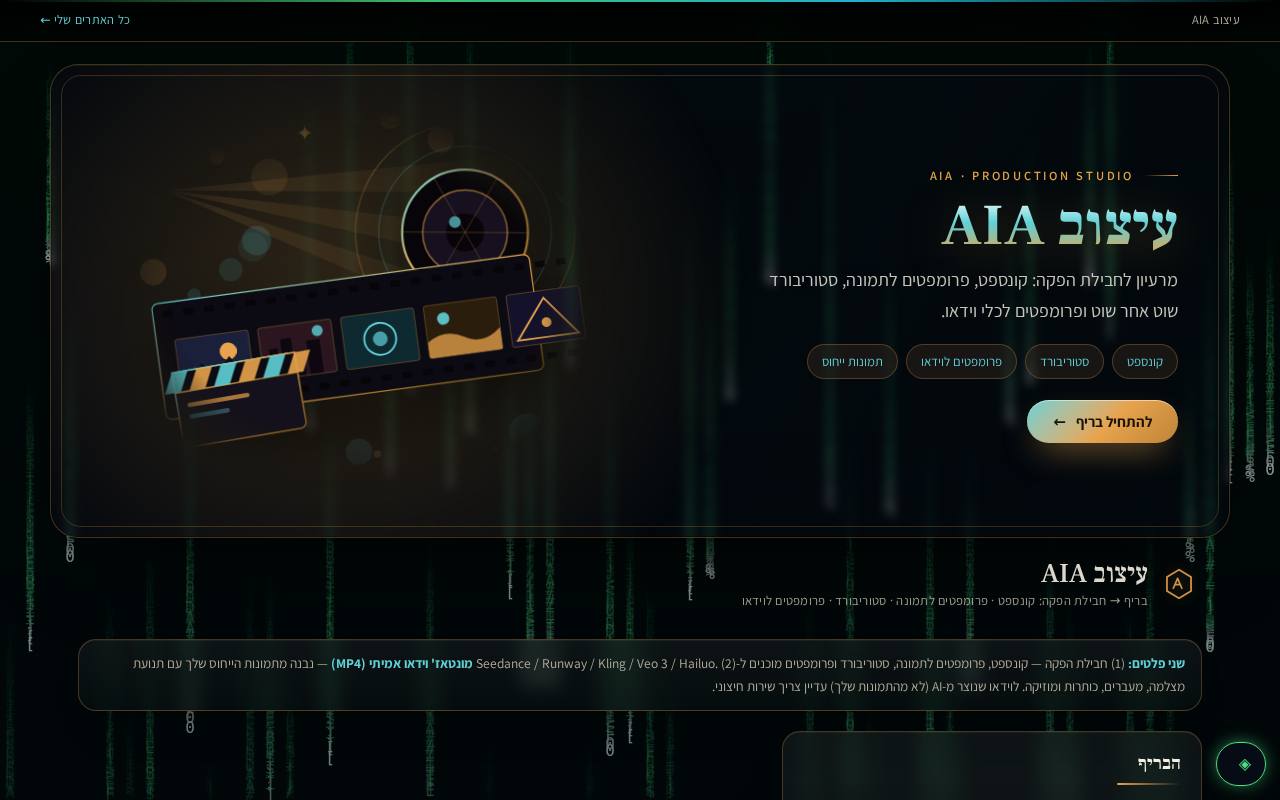 עיצוב AIA
כל האתרים שלי ←
AIA · PRODUCTION STUDIO
עיצוב AIA
מרעיון לחבילת הפקה: קונספט, פרומפטים לתמונה, סטוריבורד
שוט אחר שוט ופרומפטים לכלי וידאו.
קונספט
סטוריבורד
פרומפטים לוידאו
תמונות ייחוס
להתחיל בריף ←
עיצוב AIA
בריף → חבילת הפקה: קונספט · פרומפטים לתמונה · סטוריבורד · פרומפטים לוידאו
שני פלטים: (1) חבילת הפקה — קונספט, פרומפטים לתמונה, סטוריבורד ופרומפטים מוכנים ל-Seedance / Runway / Kling / Veo 3 / Hailuo. (2) מונטאז' וידאו אמיתי (MP4) — נבנה מתמונות הייחוס שלך עם תנועת
מצלמה, מעברים, כותרות ומוזיקה. לוידאו שנוצר מ-AI (לא מהתמונות שלך) עדיין צריך שירות חיצוני.
הבריף